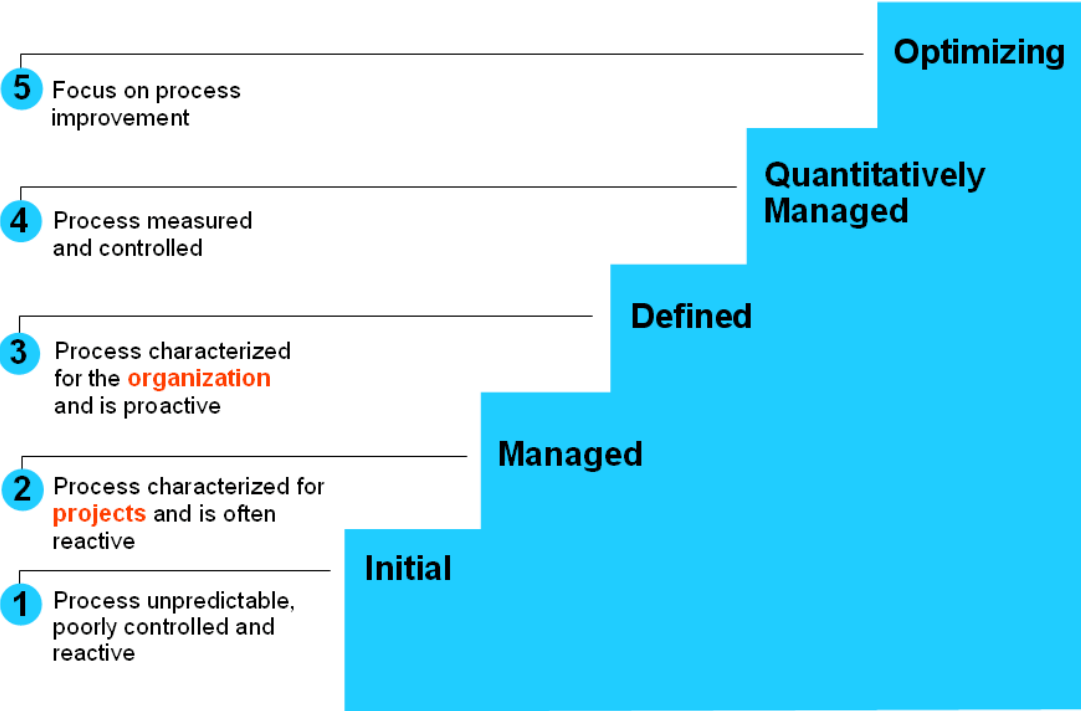 Optimizing
5
Focus on process
improvement
Quantitatively
Managed
4
Process measured
and controlled
Defined
3
Process characterized
for the organization
and is proactive
Managed
2
Process characterized for
projects and is often
reactive
Initial
1
Process unpredictable,
poorly controlled and
reactive